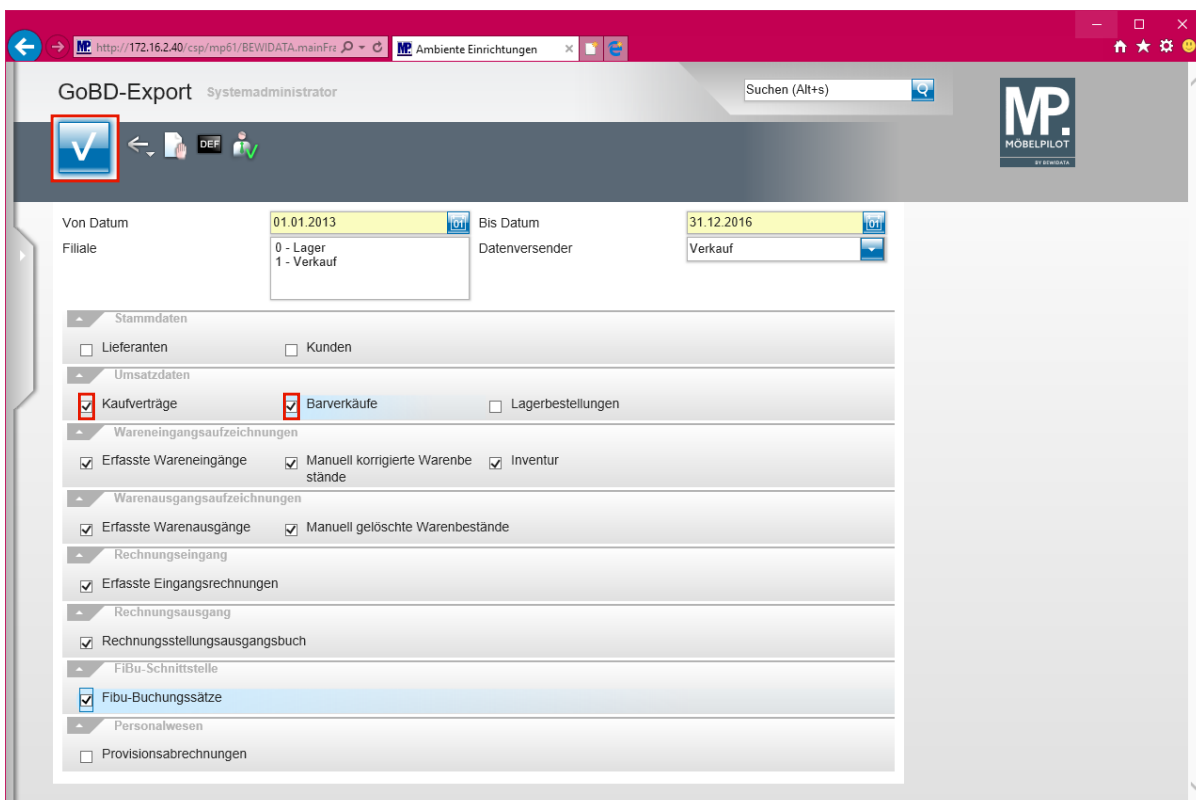 http://172.16.2.40/csp/mp61/BEWIDATA.mainFra
MP. Ambiente Einrichtungen
GoBD-Export Systemadministrator
Suchen (Alt+s)
MP.
MÖBELPILOT
BY BEWIDATA
DEF
Von Datum 01.01.2013 Bis Datum 31.12.2016
Filiale 0 - Lager Datenversender Verkauf
1 - Verkauf
Stammdaten
Lieferanten Kunden
Umsatzdaten
Kaufverträge Barverkäufe Lagerbestellungen
Wareneingangsaufzeichnungen
Erfasste Wareneingänge Manuell korrigierte Warenbe Inventur
stände
Warenausgangsaufzeichnungen
Erfasste Warenausgänge Manuell gelöschte Warenbestände
Rechnungseingang
Erfasste Eingangsrechnungen
Rechnungsausgang
Rechnungsstellungsausgangsbuch
FiBu-Schnittstelle
Fibu-Buchungssätze
Personalwesen
Provisionsabrechnungen